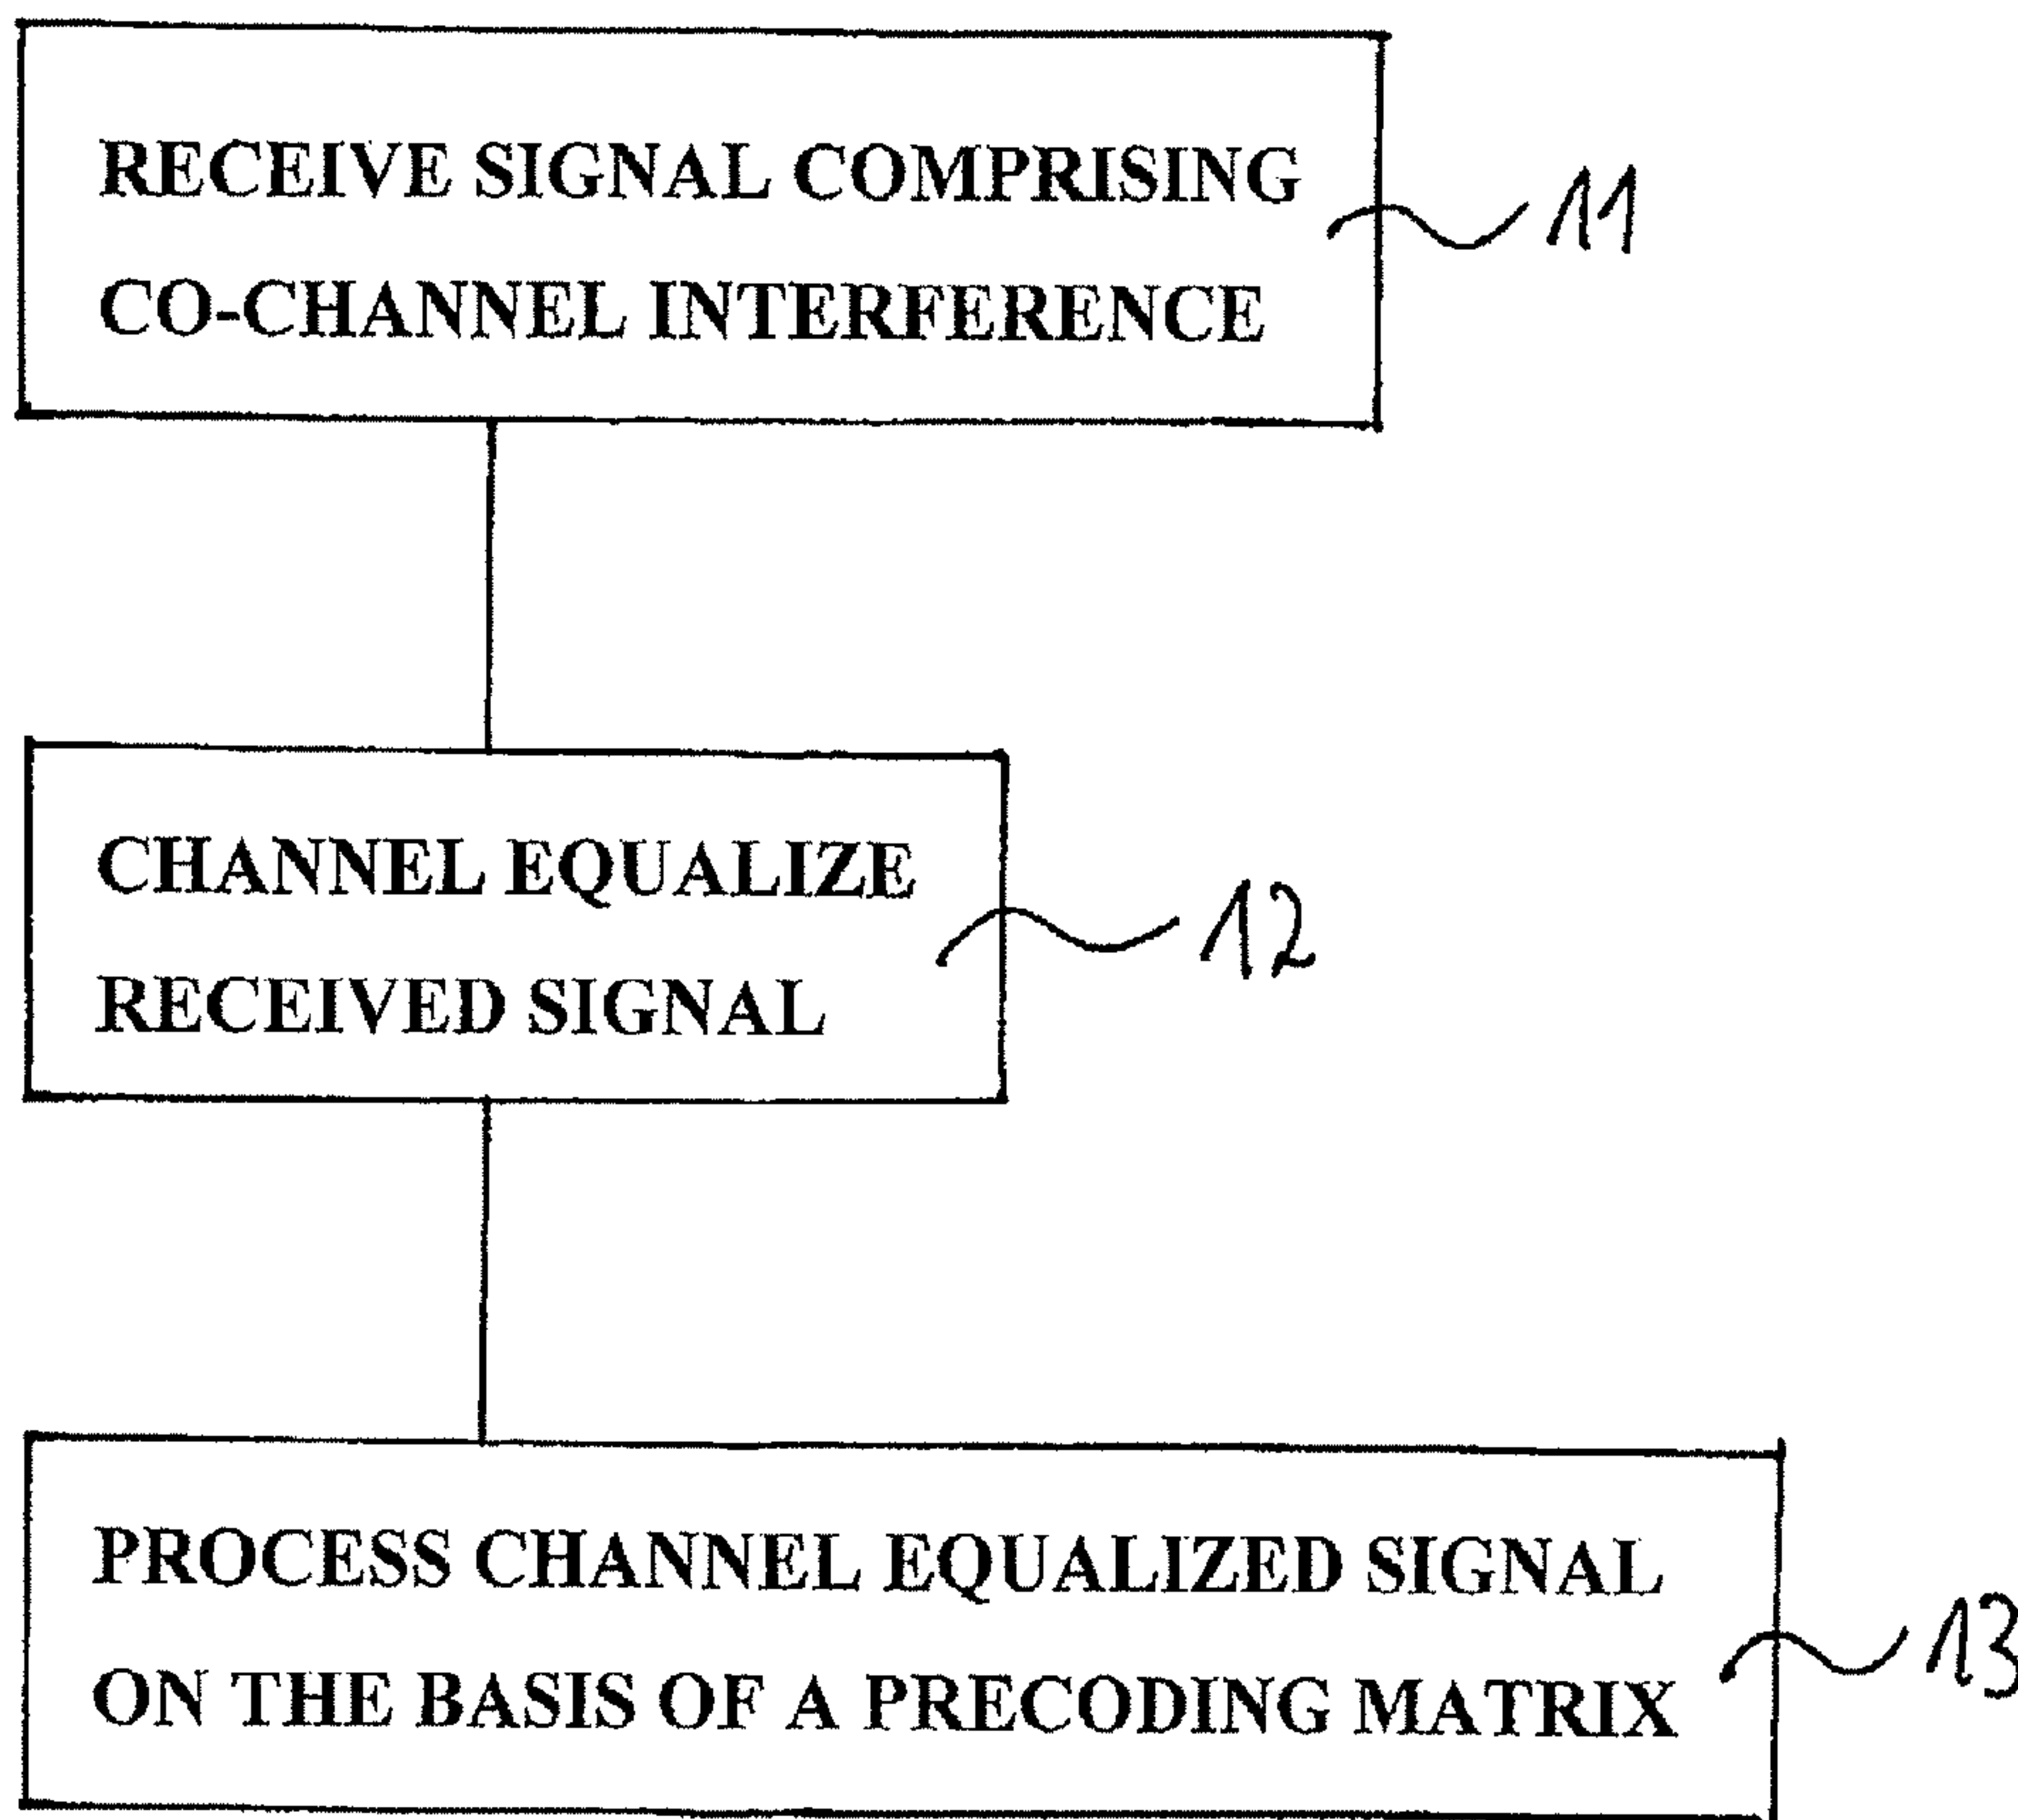 RECEIVE SIGNAL COMPRISING
CO-CHANNEL INTERFERENCE
11
CHANNEL EQUALIZE
RECEIVED SIGNAL
12
PROCESS CHANNEL EQUALIZED SIGNAL
ON THE BASIS OF A PRECODING MATRIX
13